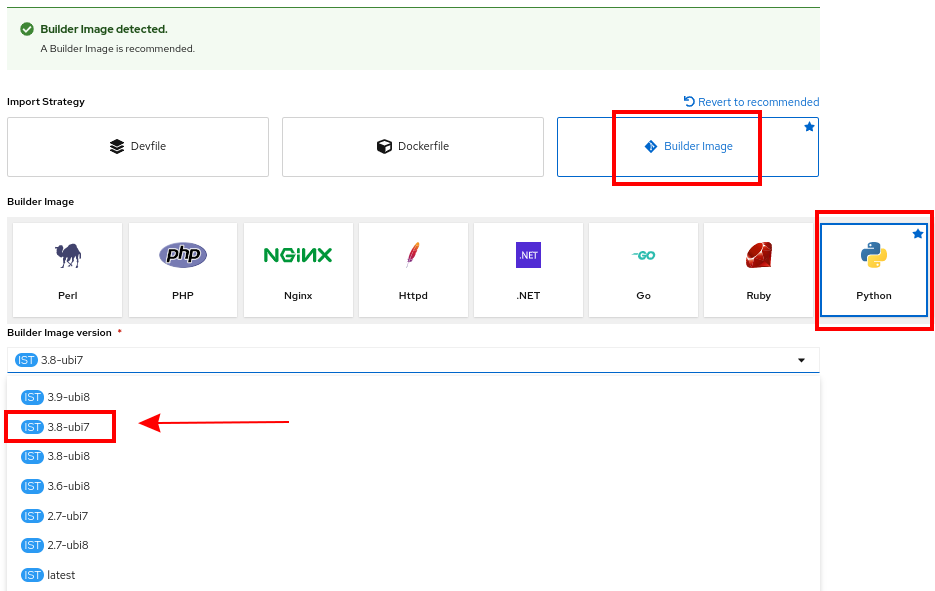 Builder Image detected.
A Builder Image is recommended.
Import Strategy
Revert to recommended
Devfile
Dockerfile
Builder Image
Builder Image
php
NGINX
.NET
GO
Perl
PHP
Nginx
Httpd
.NET
Go
Ruby
Python
Builder Image version *
IST 3.8-ubi7
IST 3.9-ubi8
IST 3.8-ubi7
IST 3.8-ubi8
IST 3.6-ubi8
IST 2.7-ubi7
IST 2.7-ubi8
IST latest